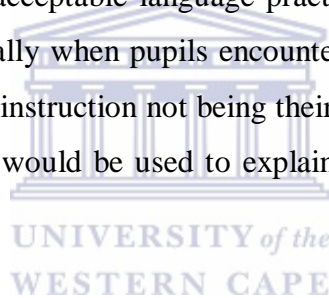 acceptable language pract
ally when pupils encounte
instruction not being their
would be used to explain
UNIVERSITY of the
WESTERN CAPE